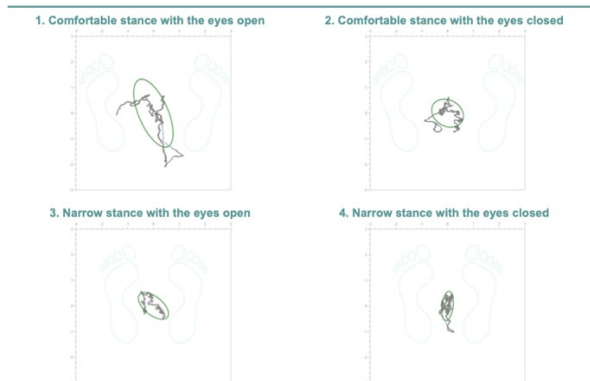 1. Comfortable stance with the eyes open
2. Comfortable stance with the eyes closed
3. Narrow stance with the eyes open
4. Narrow stance with the eyes closed